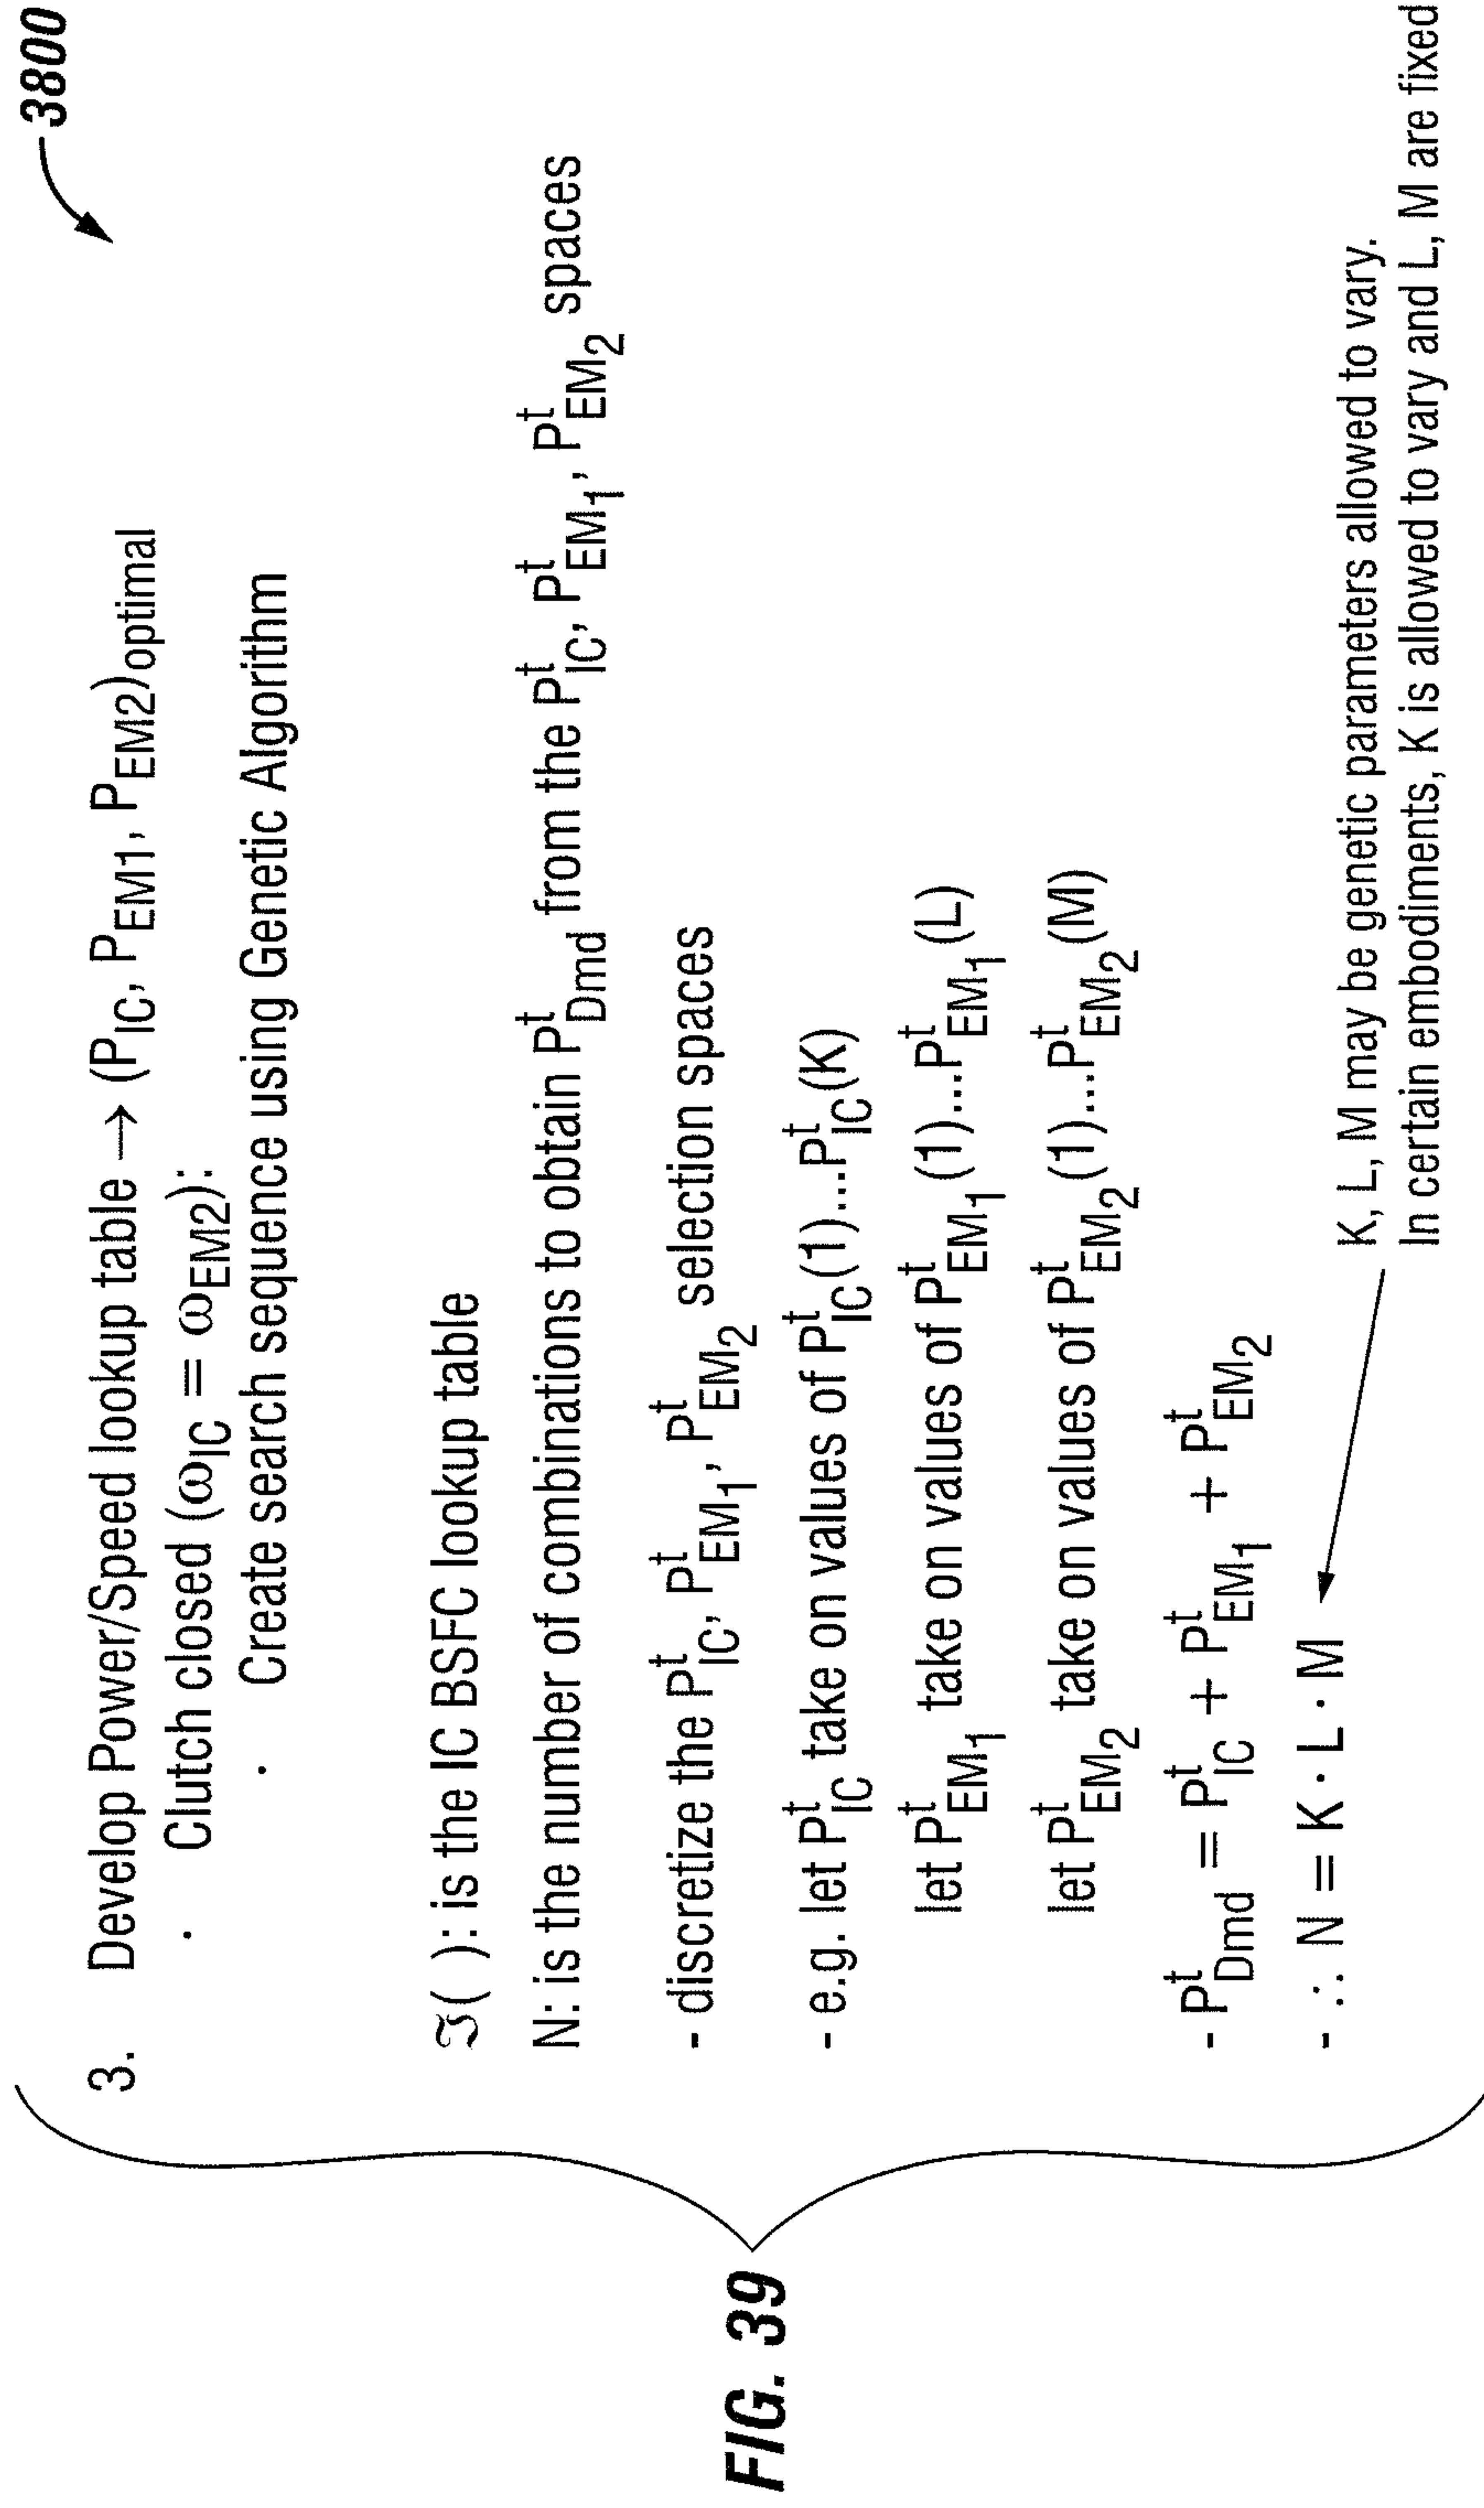 3800
3. Develop Power/Speed lookup table → (P_IC, P_EM1, P_EM2)optimal
· Clutch closed (ω_IC = ω_EM2):
· Create search sequence using Genetic Algorithm
ℑ( ): is the IC BSFC lookup table
N: is the number of combinations to obtain P^t_Dmd from the P^t_IC, P^t_EM₁, P^t_EM₂ spaces
- discretize the P^t_IC, P^t_EM₁, P^t_EM₂ selection spaces
- e.g. let P^t_IC take on values of P^t_IC(1)...P^t_IC(K)
let P^t_EM₁ take on values of P^t_EM₁(1)...P^t_EM₁(L)
let P^t_EM₂ take on values of P^t_EM₂(1)...P^t_EM₂(M)
- P^t_Dmd = P^t_IC + P^t_EM₁ + P^t_EM₂
- ∴ N = K · L · M
K, L, M may be genetic parameters allowed to vary.
In certain embodiments, K is allowed to vary and L, M are fixed
FIG. 39